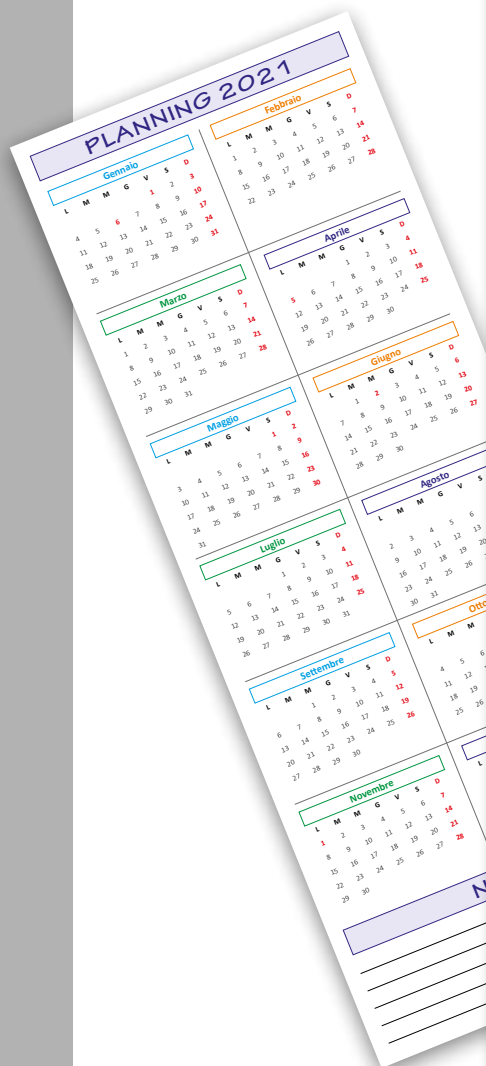 PLANNING 2021
Gennaio
L M M G V S D
1 2 3
4 5 6 7 8 9 10
11 12 13 14 15 16 17
18 19 20 21 22 23 24
25 26 27 28 29 30 31
Febbraio
L M M G V S D
1 2 3 4 5 6 7
8 9 10 11 12 13 14
15 16 17 18 19 20 21
22 23 24 25 26 27 28
Marzo
L M M G V S D
1 2 3 4 5 6 7
8 9 10 11 12 13 14
15 16 17 18 19 20 21
22 23 24 25 26 27 28
29 30 31
Aprile
L M M G V S D
1 2 3 4
5 6 7 8 9 10 11
12 13 14 15 16 17 18
19 20 21 22 23 24 25
26 27 28 29 30
Maggio
L M M G V S D
1 2
3 4 5 6 7 8 9
10 11 12 13 14 15 16
17 18 19 20 21 22 23
24 25 26 27 28 29 30
31
Giugno
L M M G V S D
1 2 3 4 5 6
7 8 9 10 11 12 13
14 15 16 17 18 19 20
21 22 23 24 25 26 27
28 29 30
Luglio
L M M G V S D
1 2 3 4
5 6 7 8 9 10 11
12 13 14 15 16 17 18
19 20 21 22 23 24 25
26 27 28 29 30 31
Agosto
L M M G V S
2 3 4 5 6
9 10 11 12 13
16 17 18 19 20
23 24 25 26
30 31
Settembre
L M M G V S D
1 2 3 4 5
6 7 8 9 10 11 12
13 14 15 16 17 18 19
20 21 22 23 24 25 26
27 28 29 30
Otto
L M M
4 5 6
11 12
18 19
25 26
Novembre
L M M G V S D
1 2 3 4 5 6 7
8 9 10 11 12 13 14
15 16 17 18 19 20 21
22 23 24 25 26 27 28
29 30
L
N